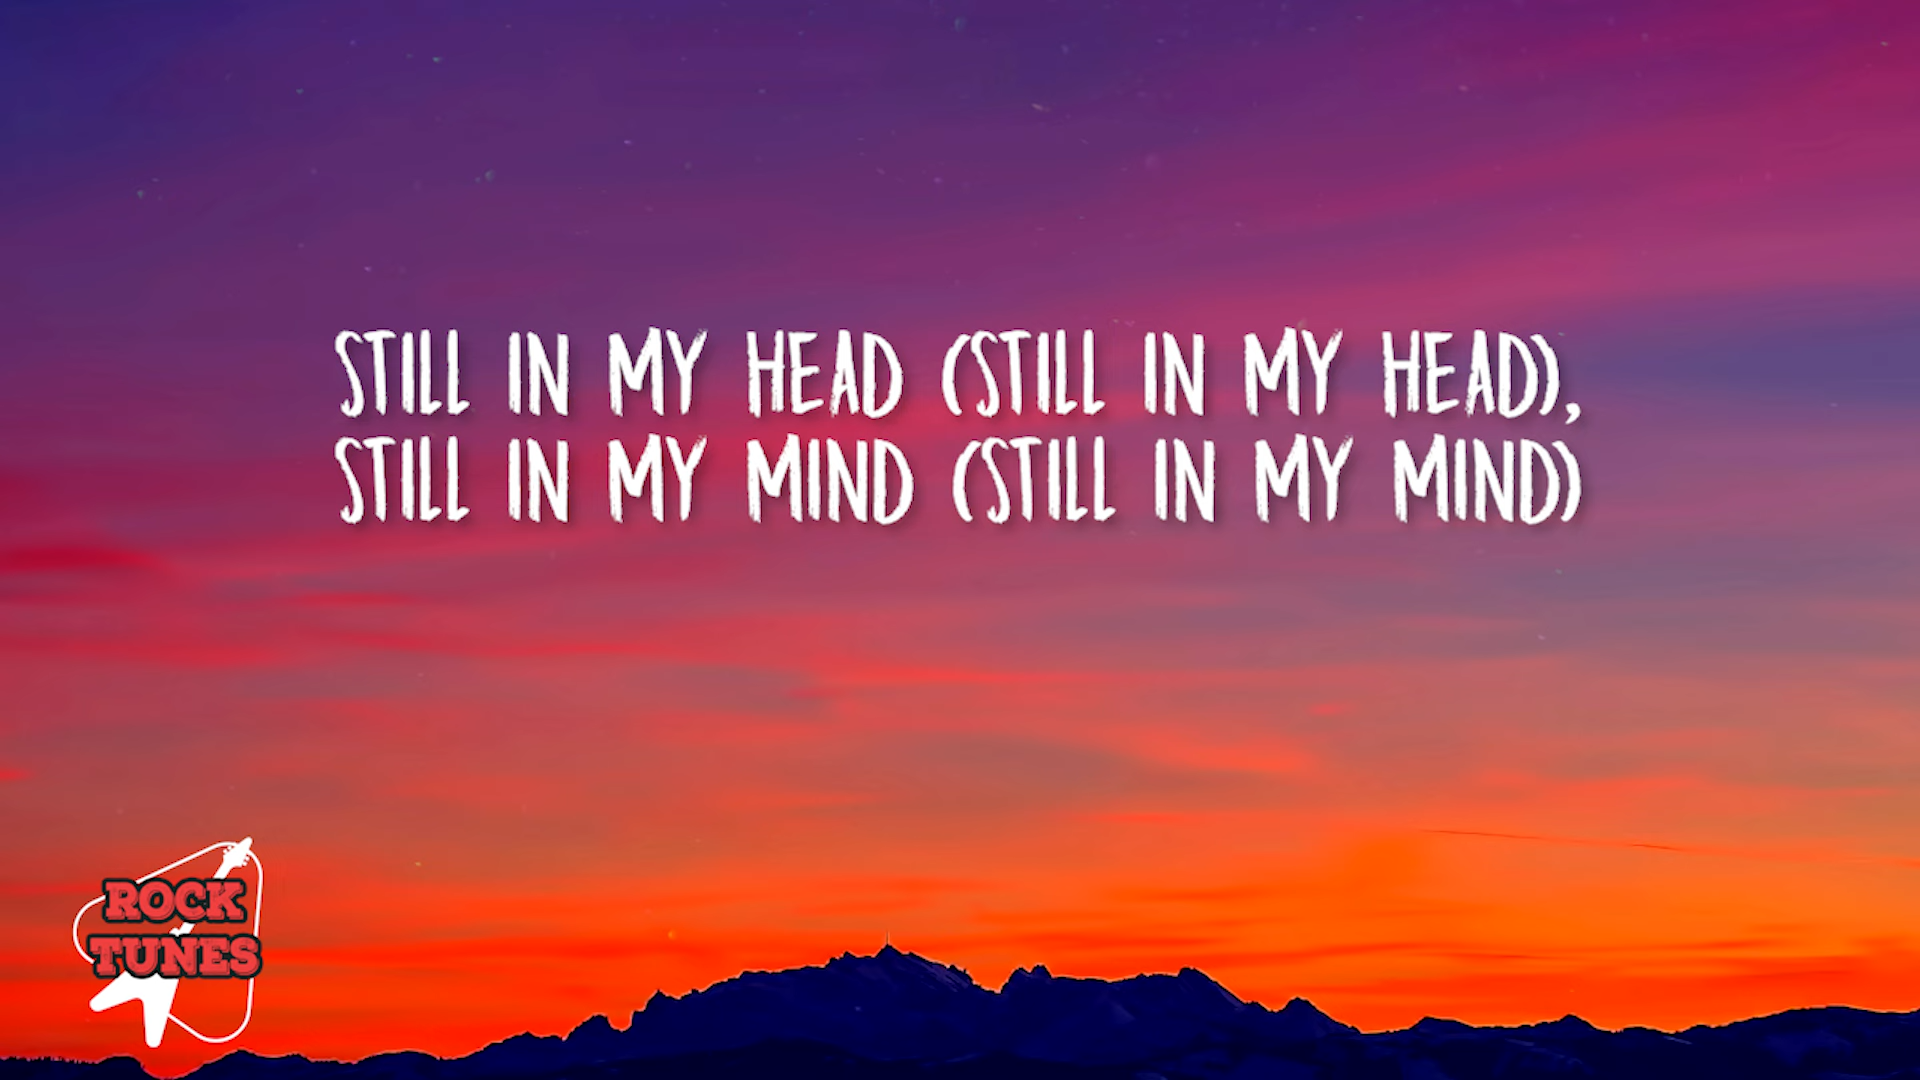 STILL IN MY HEAD (STILL IN MY HEAD),
STILL IN MY MIND (STILL IN MY MIND)
ROCK
TUNES